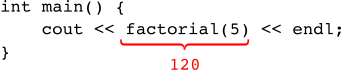 int main() {
    cout << factorial(5) << endl;
120
}